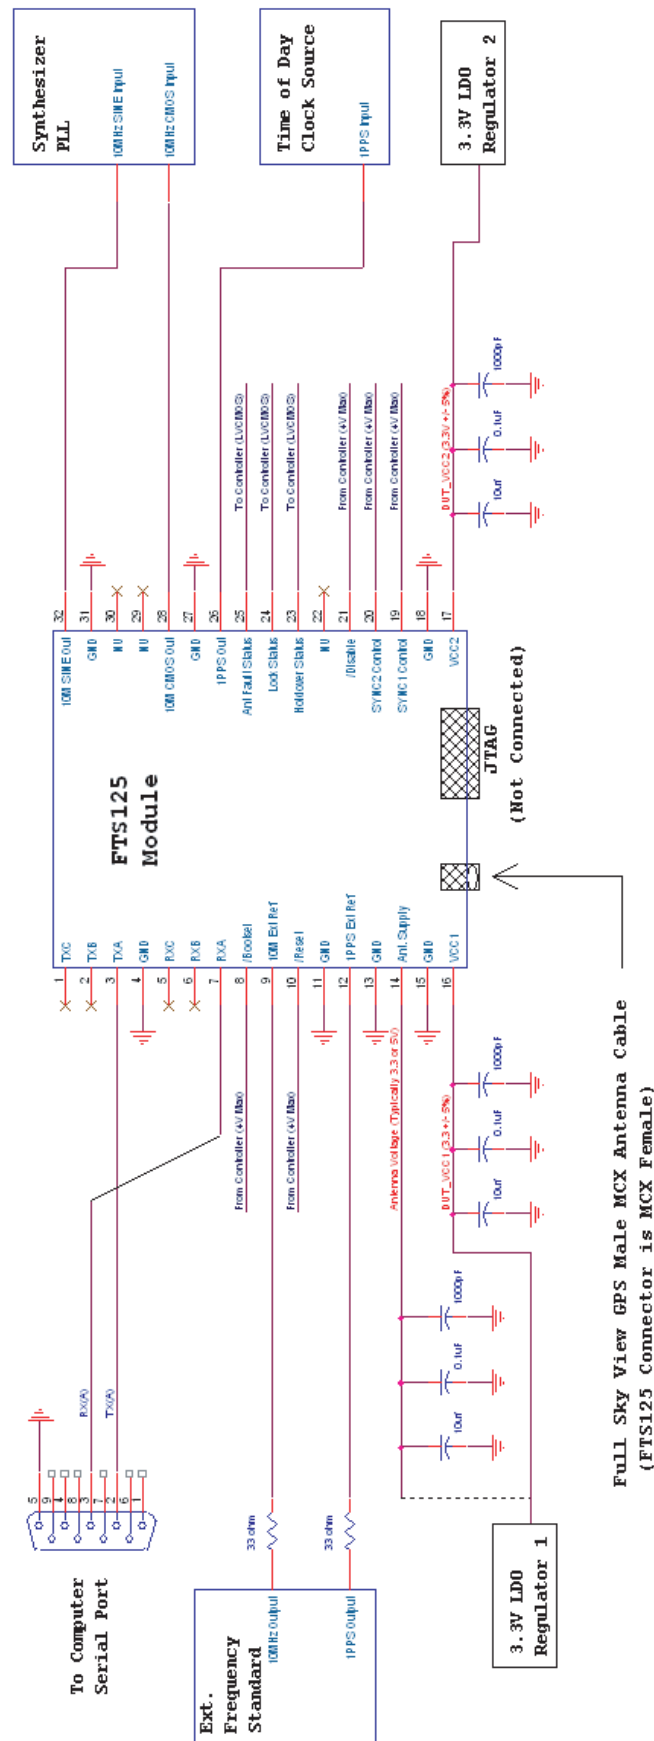 Synthesizer
PLL
10MHz SINE Input
10MHz CMOS Input
Time of Day
Clock Source
1PPS Input
3.3V LDO
Regulator 2
To Controller (LVCMOS)
To Controller (LVCMOS)
To Controller (LVCMOS)
From Controller (4V Max)
From Controller (4V Max)
From Controller (4V Max)
DUT_VCC2 (3.3V +/- 5%)
10uf
0.1uF
1000pF
32
31
30
29
28
27
26
25
24
23
22
21
20
19
18
17
10M SINE Out
GND
NU
NU
10M CMOS Out
GND
1PPS Out
Ant Fault Status
Lock Status
Holdover Status
NU
/Disable
SYNC2 Control
SYNC1 Control
GND
VCC2
FTS125
Module
JTAG
(Not Connected)
TXC
TXB
TXA
GND
RXC
RXB
RXA
/Bootsel
10M Ext Ref
/Reset
GND
1PPS Ext Ref
GND
Ant. Supply
GND
VCC1
1
2
3
4
5
6
7
8
9
10
11
12
13
14
15
16
From Controller (4V Max)
From Controller (4V Max)
Antenna Voltage (Typically 3.3 or 5V)
DUT_VCC1 (3.3 +/- 5%)
10uf
0.1uF
1000pF
10uf
0.1uF
1000pF
RX(A)
TX(A)
5
9
4
8
3
7
2
6
1
To Computer
Serial Port
33 ohm
33 ohm
Ext.
Frequency
Standard
10MHz Output
1PPS Output
3.3V LDO
Regulator 1
Full Sky View GPS Male MCX Antenna Cable
(FTS125 Connector is MCX Female)